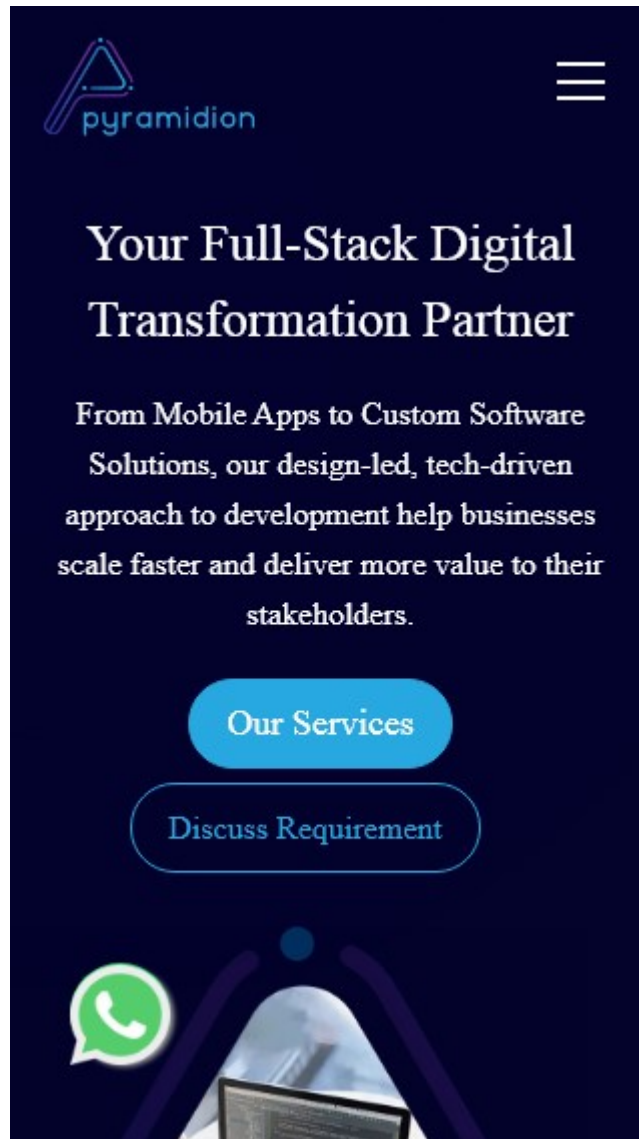 pyramidion
Your Full-Stack Digital
Transformation Partner
From Mobile Apps to Custom Software
Solutions, our design-led, tech-driven
approach to development help businesses
scale faster and deliver more value to their
stakeholders.
Our Services
Discuss Requirement